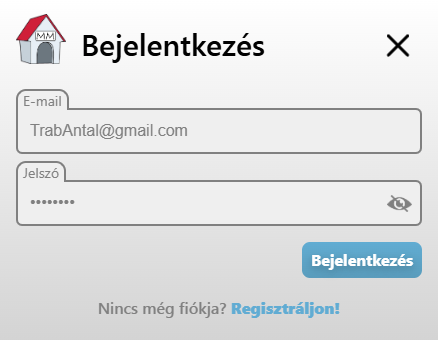 MM
Bejelentkezés
E-mail
TrabAntal@gmail.com
Jelszó
••••••••
Bejelentkezés
Nincs még fiókja? Regisztráljon!